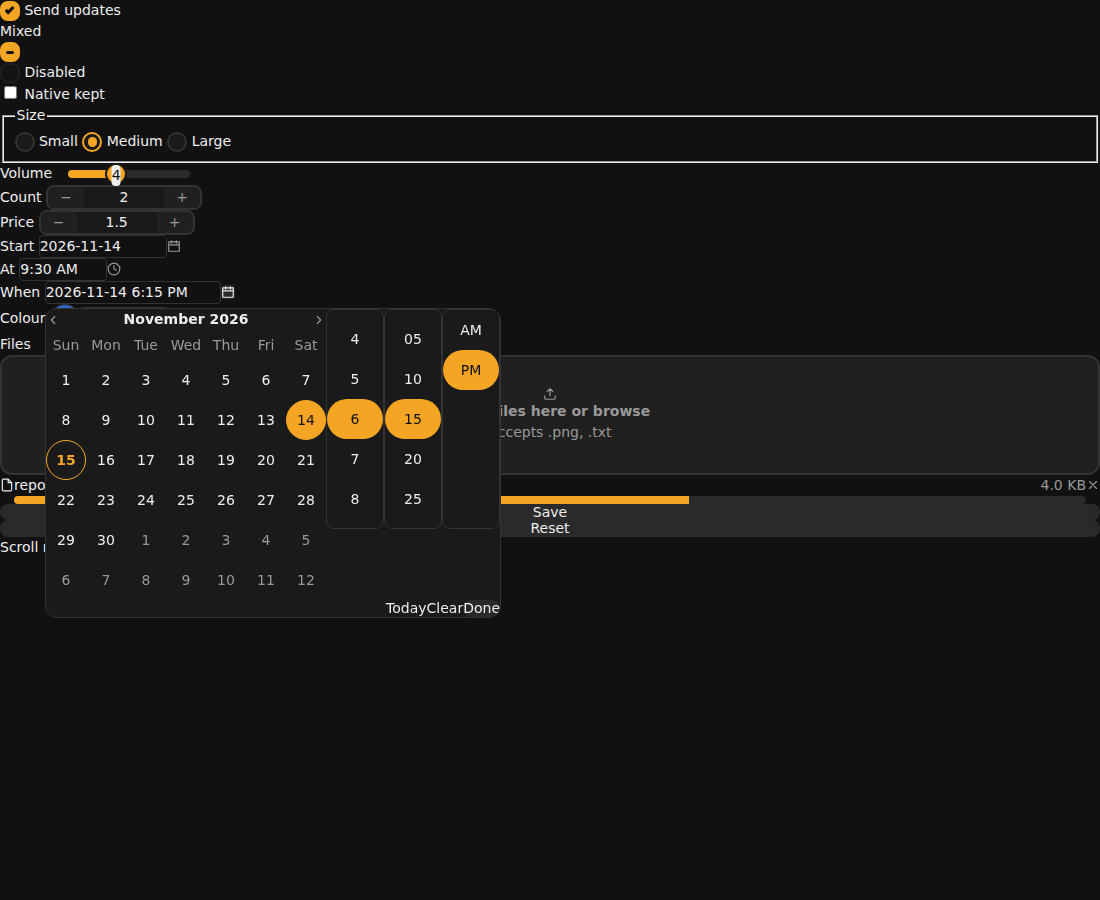 Send updates
Mixed
Disabled
Native kept
Size
Small Medium Large
Volume 4
Count − 2 +
Price − 1.5 +
Start 2026-11-14
At 9:30 AM
When 2026-11-14 6:15 PM
Colour
Files
November 2026
Sun Mon Tue Wed Thu Fri Sat
1 2 3 4 5 6 7
8 9 10 11 12 13 14
15 16 17 18 19 20 21
22 23 24 25 26 27 28
29 30 1 2 3 4 5
6 7 8 9 10 11 12
4 05 AM
5 10 PM
6 15
7 20
8 25
Today Clear Done
here or browse
.png, .txt
4.0 KB
Save
Reset
Scroll